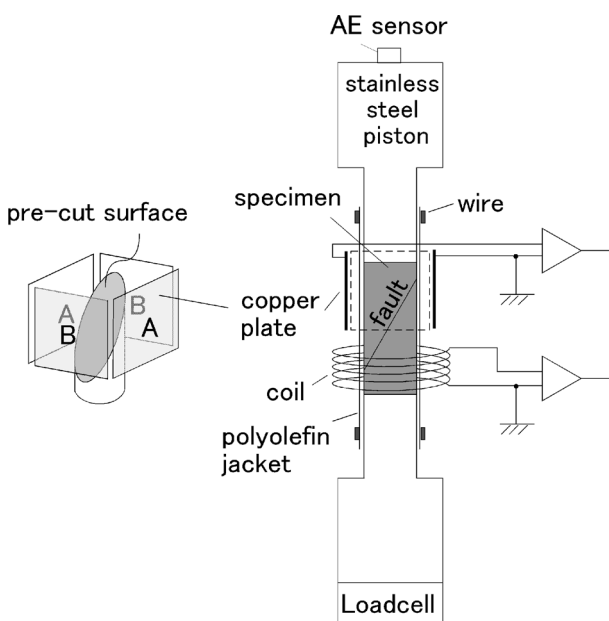 AE sensor
stainless
steel
piston
specimen
wire
pre-cut surface
copper
plate
fault
A
B
B
A
coil
polyolefin
jacket
Loadcell